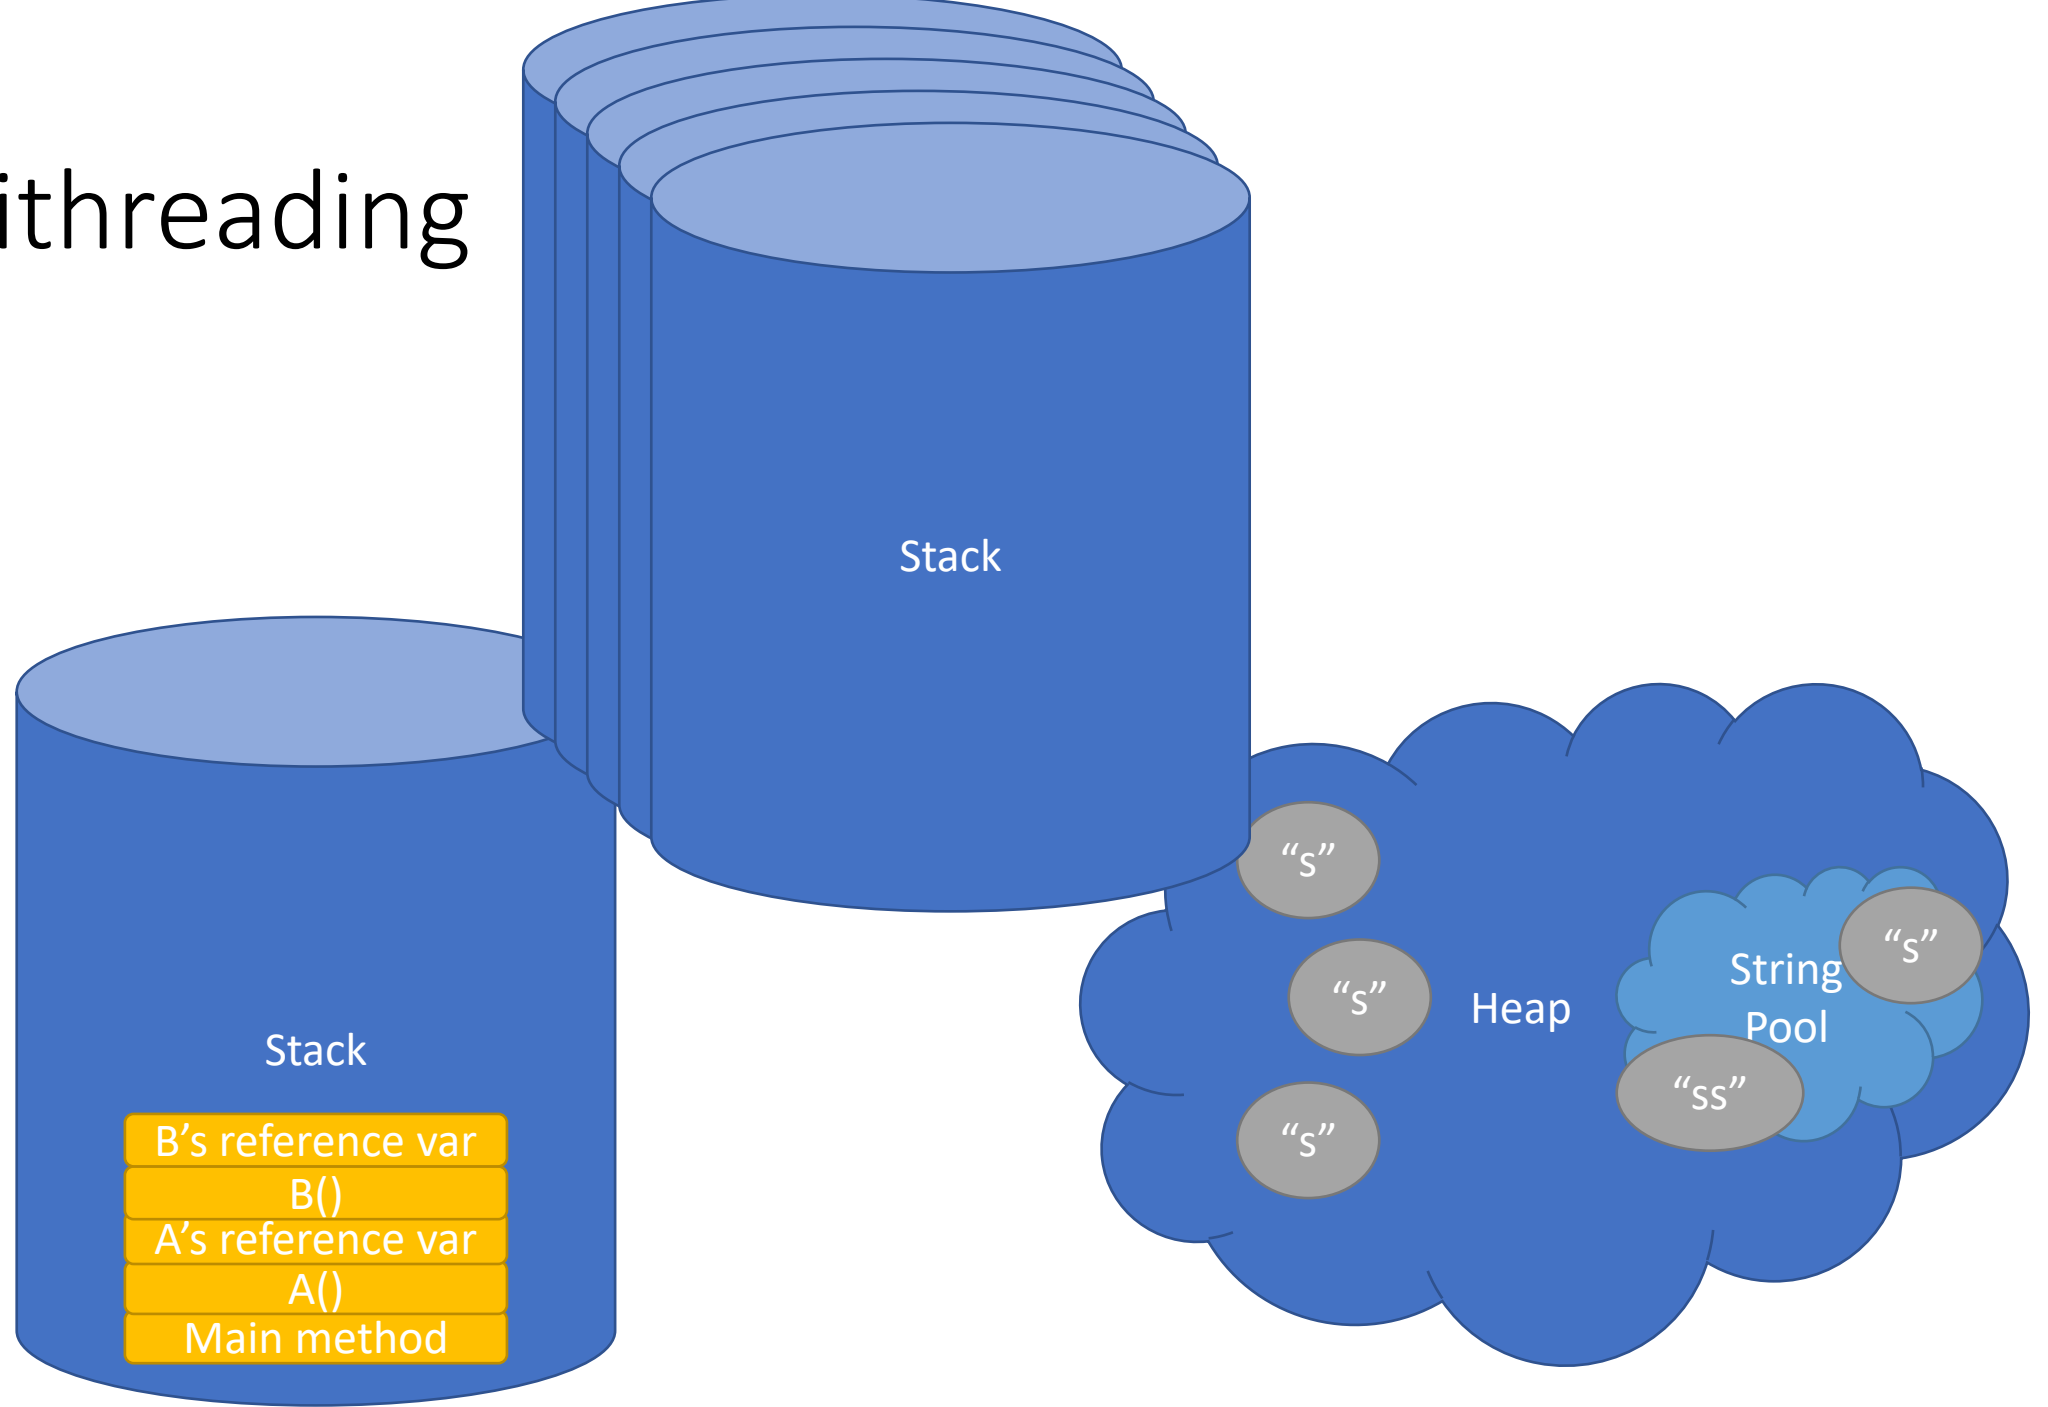 ithreading
Stack
Stack
B’s reference var
B()
A’s reference var
A()
Main method
“s”
“s”
“s”
Heap
String
Pool
“s”
“ss”